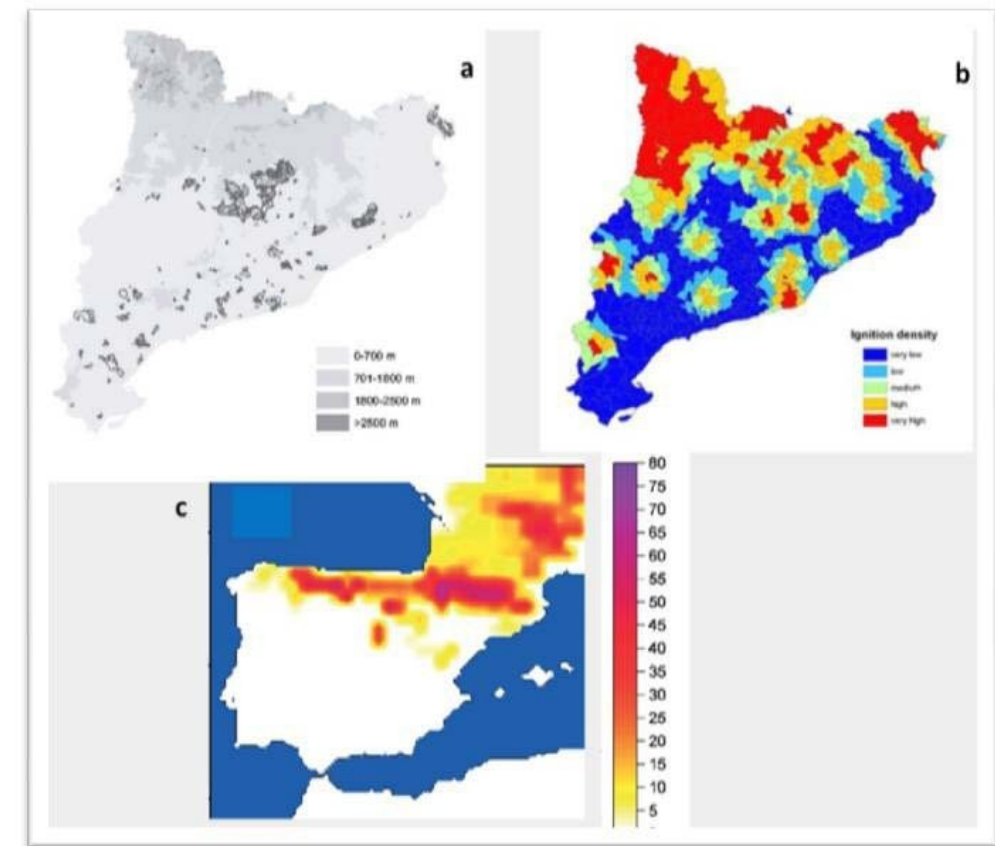 a
0-700 m
701-1800 m
1800-2500 m
>2500 m
b
Ignition density
very low
low
medium
high
very high
c
80
75
70
65
60
55
50
45
40
35
30
25
20
15
10
5